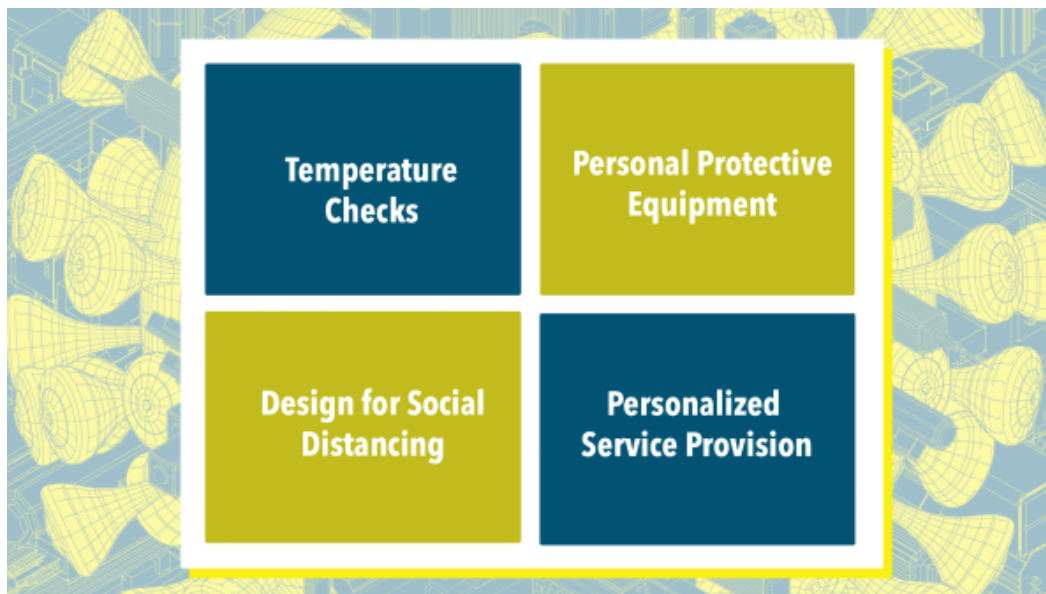 Temperature
Checks
Personal Protective
Equipment
Design for Social
Distancing
Personalized
Service Provision